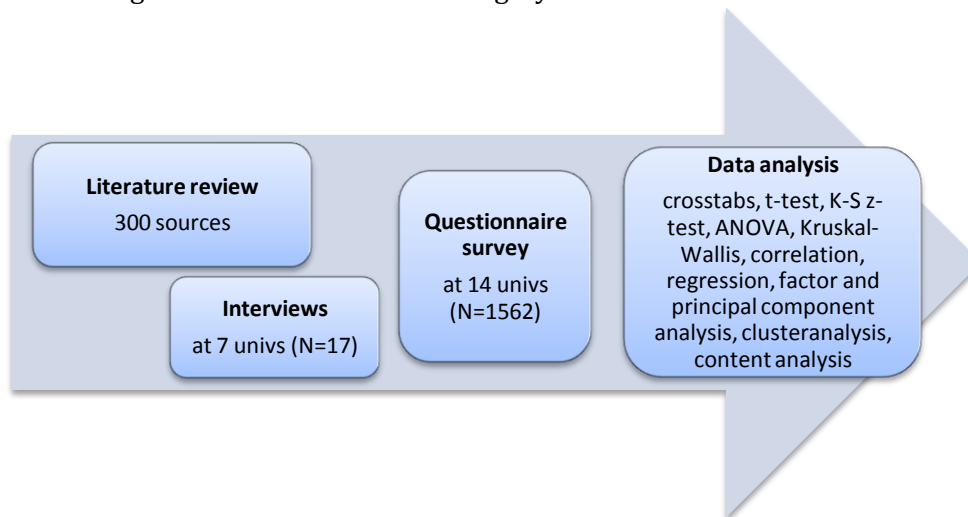 Literature review
300 sources
Interviews
at 7 univs (N=17)
Questionnaire
survey
at 14 univs
(N=1562)
Data analysis
crosstabs, t-test, K-S z-
test, ANOVA, Kruskal-
Wallis, correlation,
regression, factor and
principal component
analysis, clusteranalysis,
content analysis